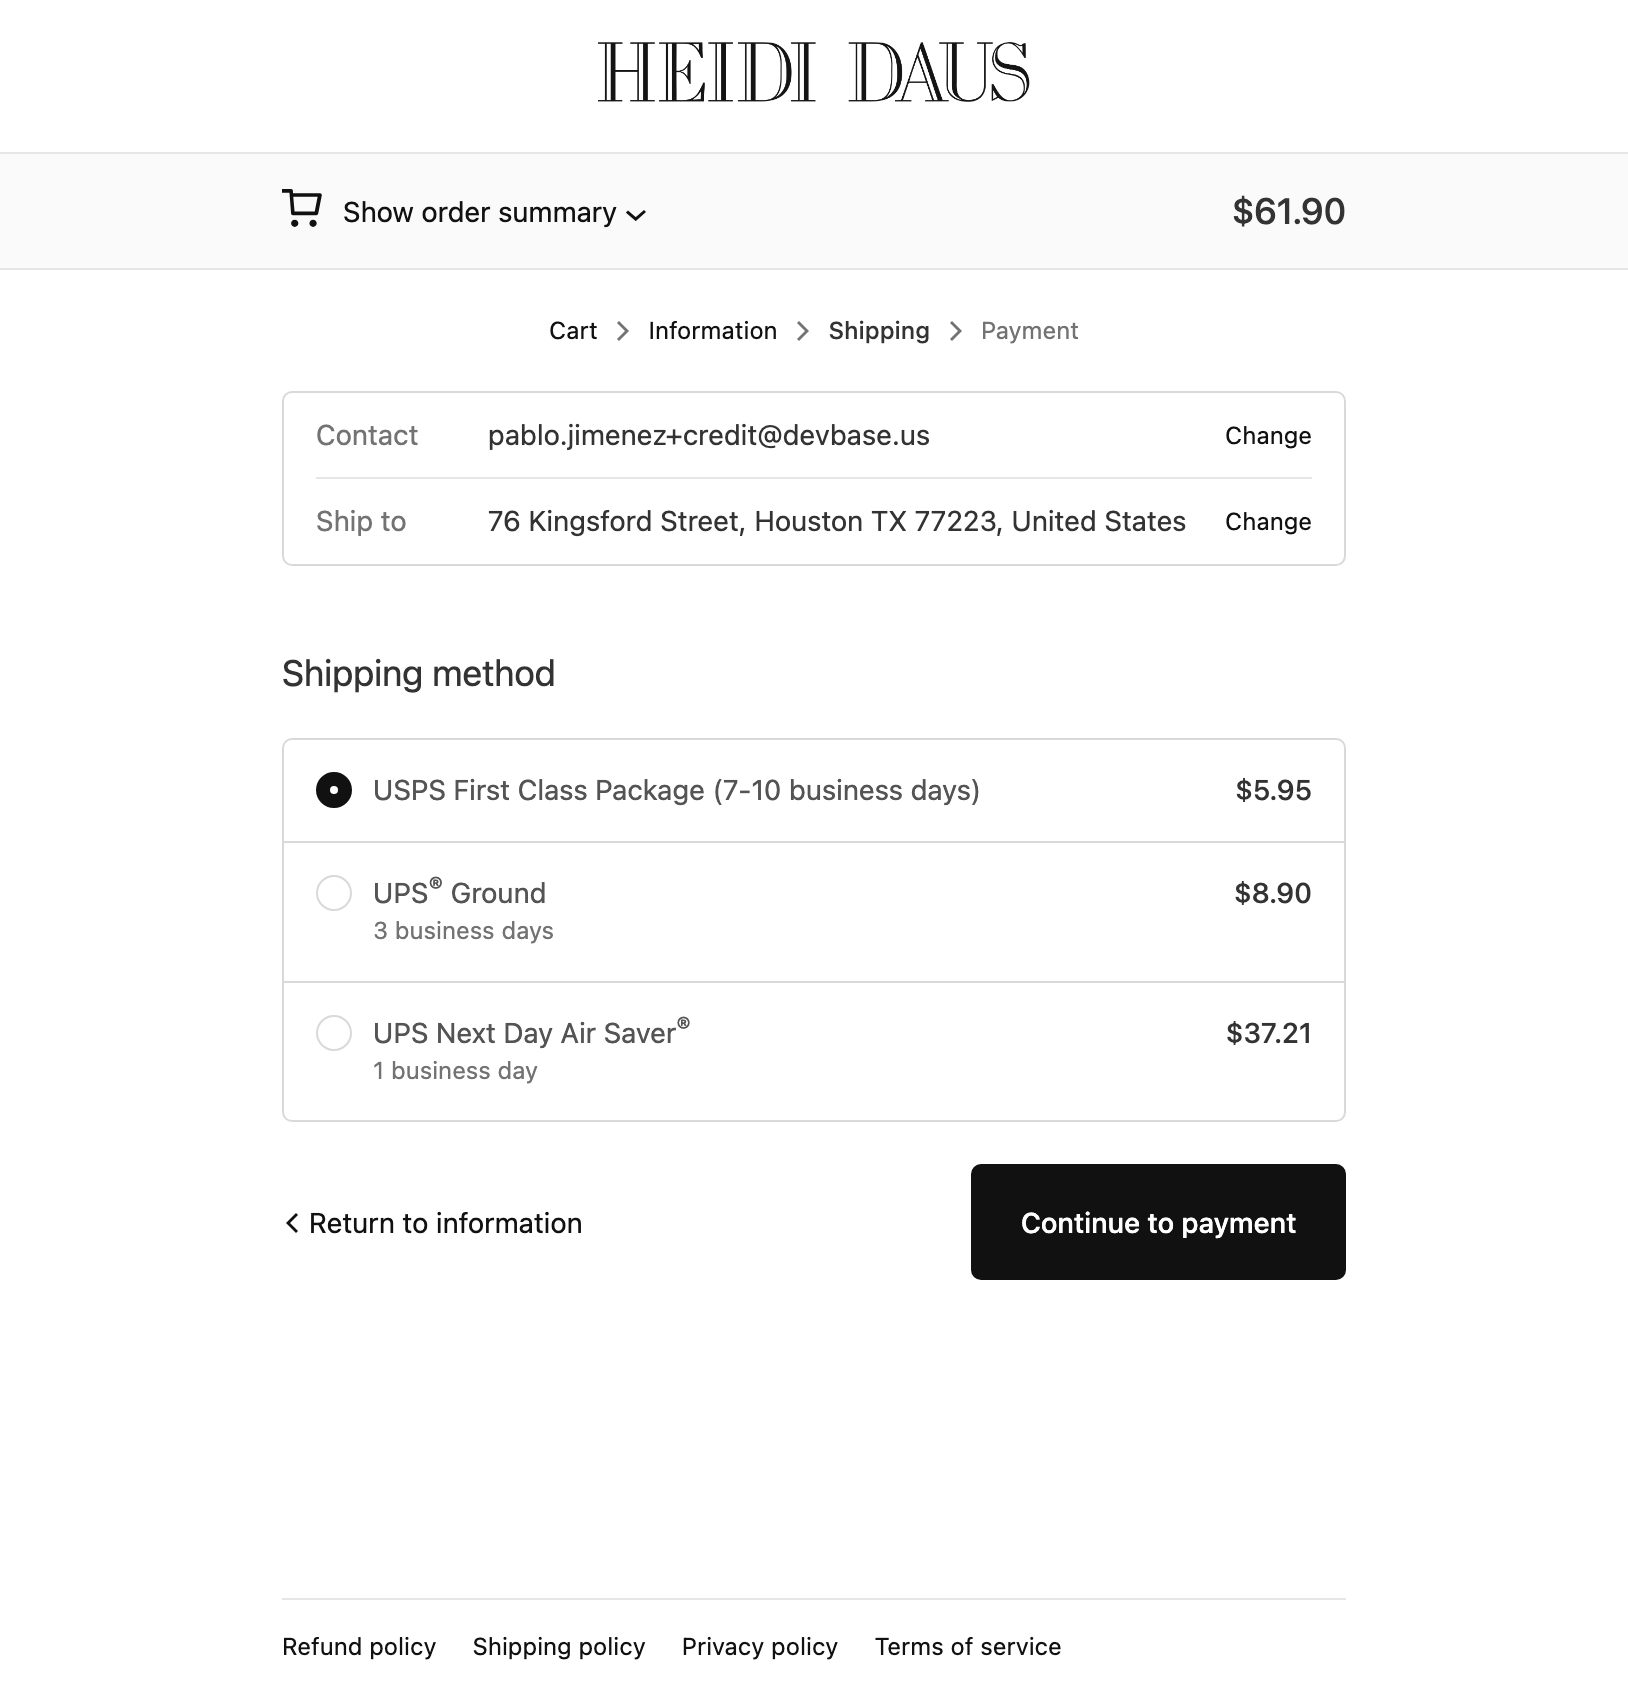 HEIDI DAUS
Show order summary
$61.90
Cart > Information > Shipping > Payment
Contact pablo.jimenez+credit@devbase.us Change
Ship to 76 Kingsford Street, Houston TX 77223, United States Change
Shipping method
USPS First Class Package (7-10 business days) $5.95
UPS® Ground $8.90
3 business days
UPS Next Day Air Saver® $37.21
1 business day
< Return to information
Continue to payment
Refund policy Shipping policy Privacy policy Terms of service